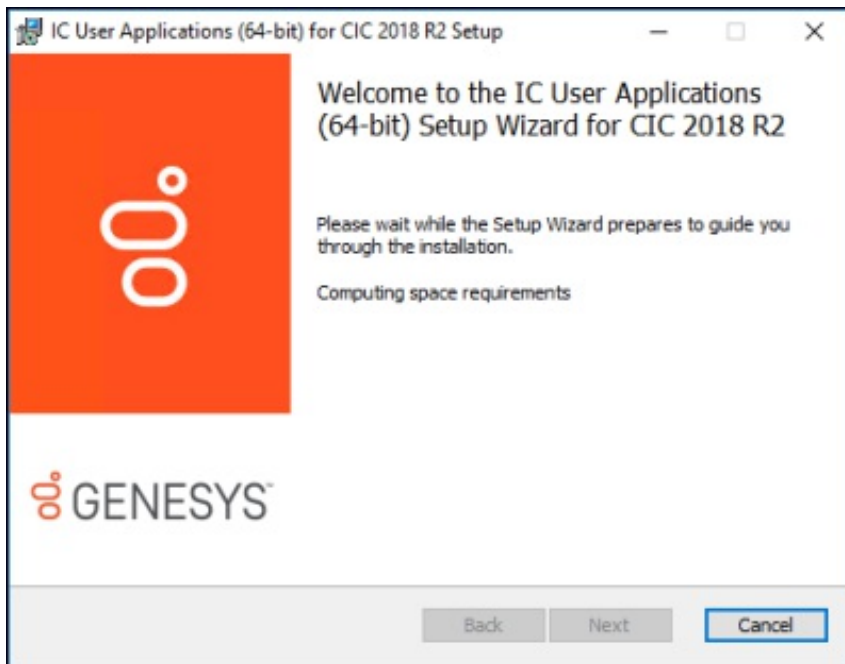 IC User Applications (64-bit) for CIC 2018 R2 Setup
Welcome to the IC User Applications
(64-bit) Setup Wizard for CIC 2018 R2
Please wait while the Setup Wizard prepares to guide you
through the installation.
Computing space requirements
GENESYS™
Back Next Cancel